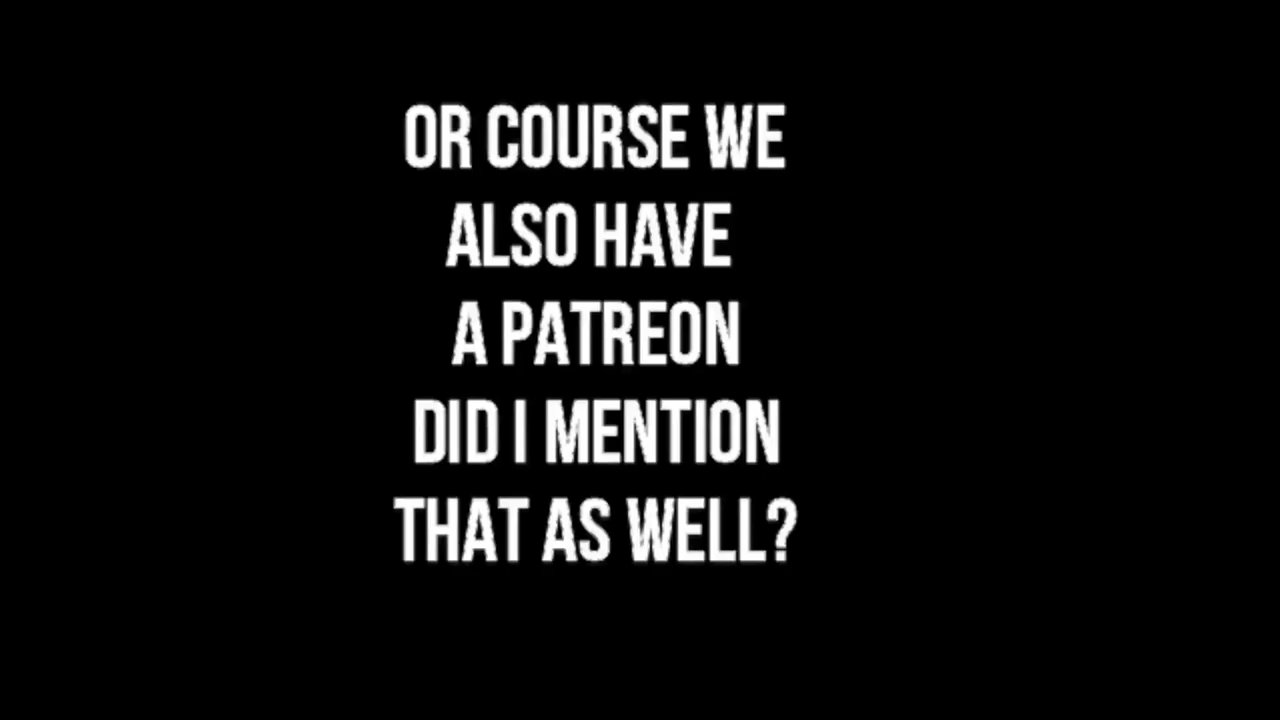 OR COURSE WE
ALSO HAVE
A PATREON
DID I MENTION
THAT AS WELL?